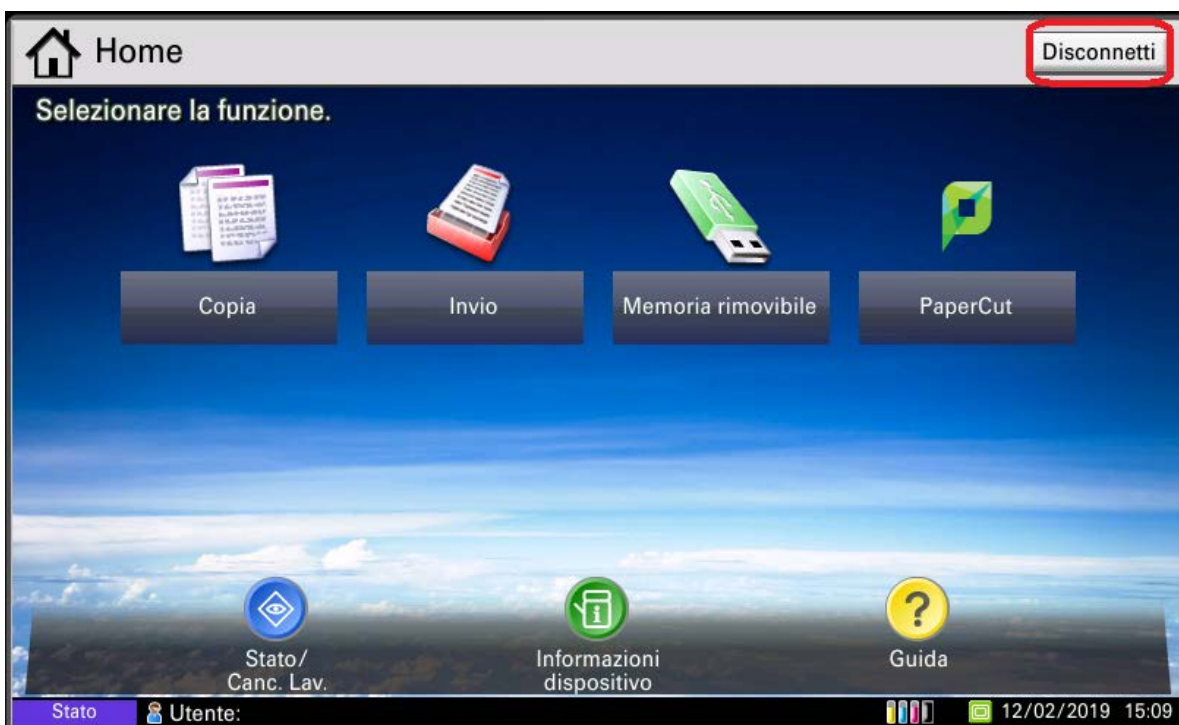 Home
Disconnetti
Selezionare la funzione.
Copia
Invio
Memoria rimovibile
PaperCut
Stato/
Canc. Lav.
Informazioni
dispositivo
Guida
Stato
Utente:
12/02/2019 15:09